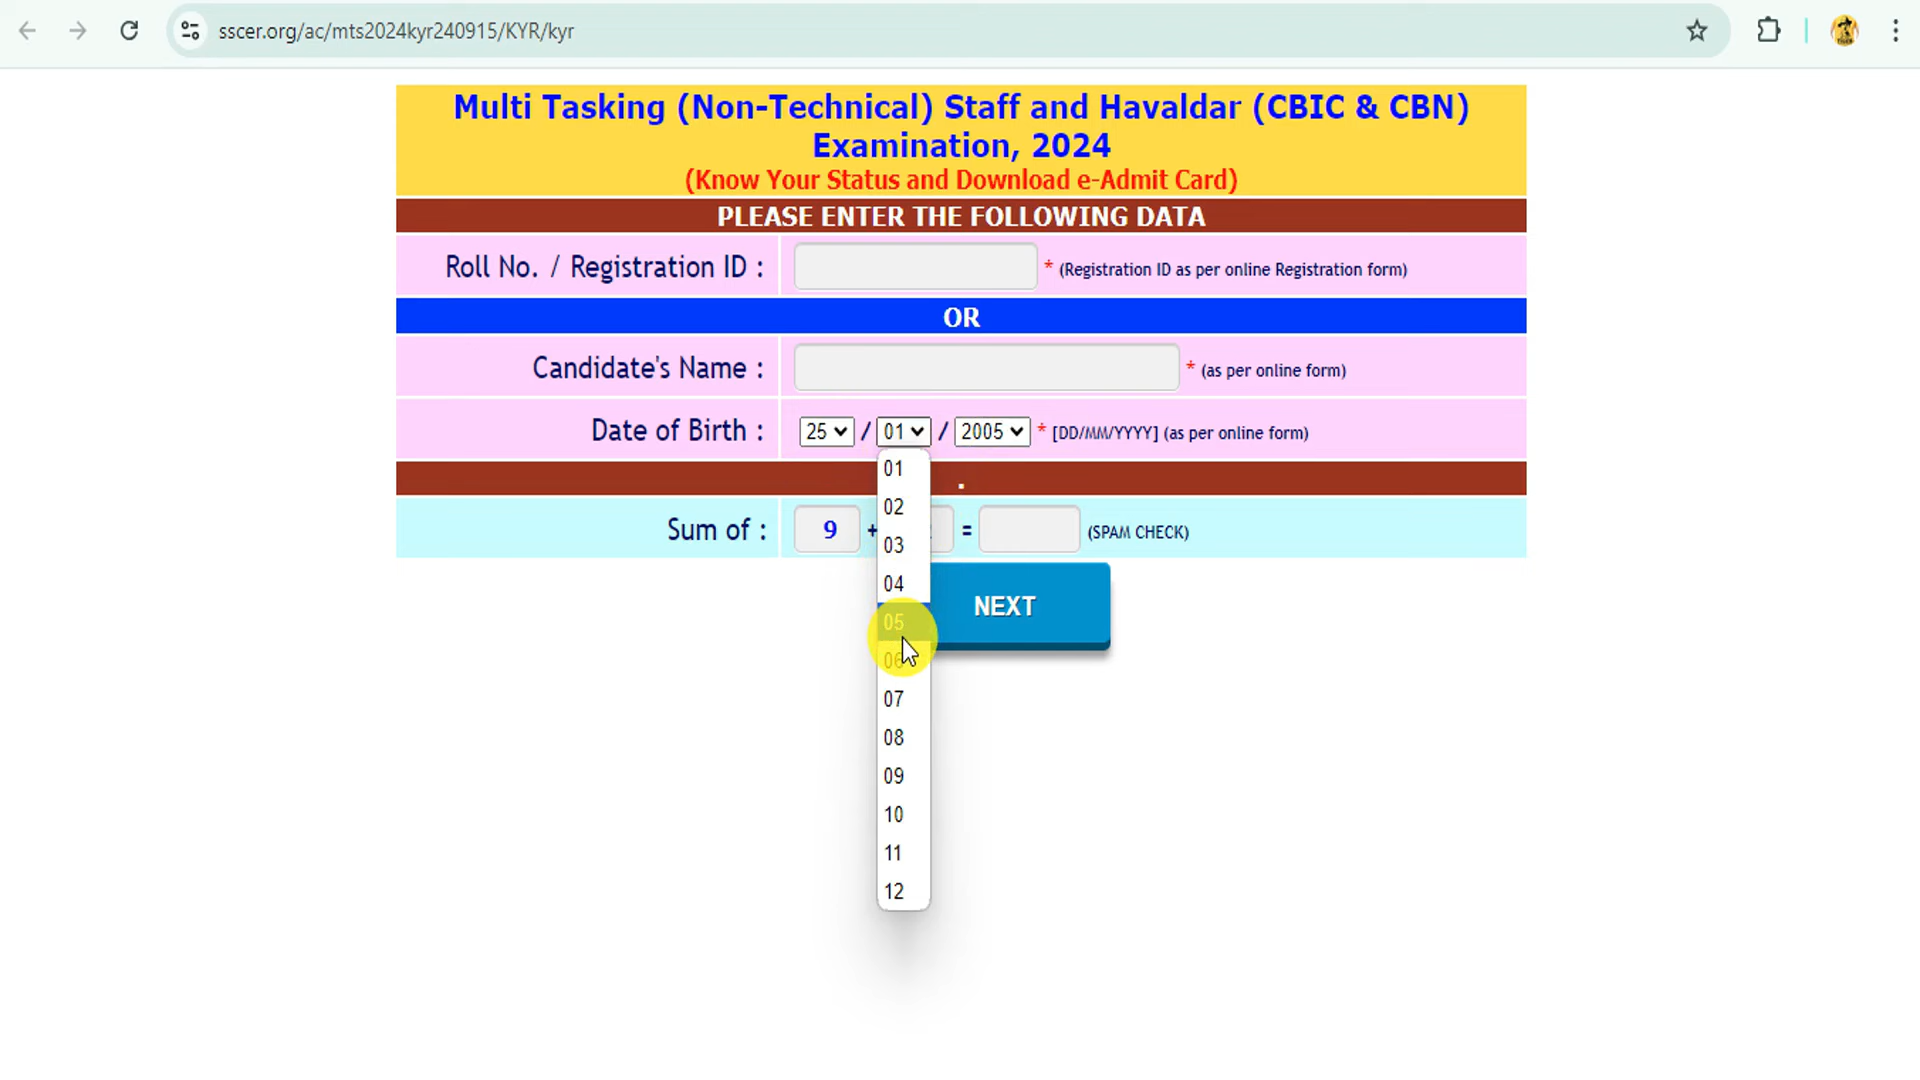 sscer.org/ac/mts2024kyr240915/KYR/kyr
Multi Tasking (Non-Technical) Staff and Havaldar (CBIC & CBN)
Examination, 2024
(Know Your Status and Download e-Admit Card)
PLEASE ENTER THE FOLLOWING DATA
Roll No. / Registration ID : * (Registration ID as per online Registration form)
OR
Candidate's Name : * (as per online form)
Date of Birth : 25 / 01 / 2005 * [DD/MM/YYYY] (as per online form)
.
Sum of : 9 + = (SPAM CHECK)
NEXT
01
02
03
04
05
06
07
08
09
10
11
12